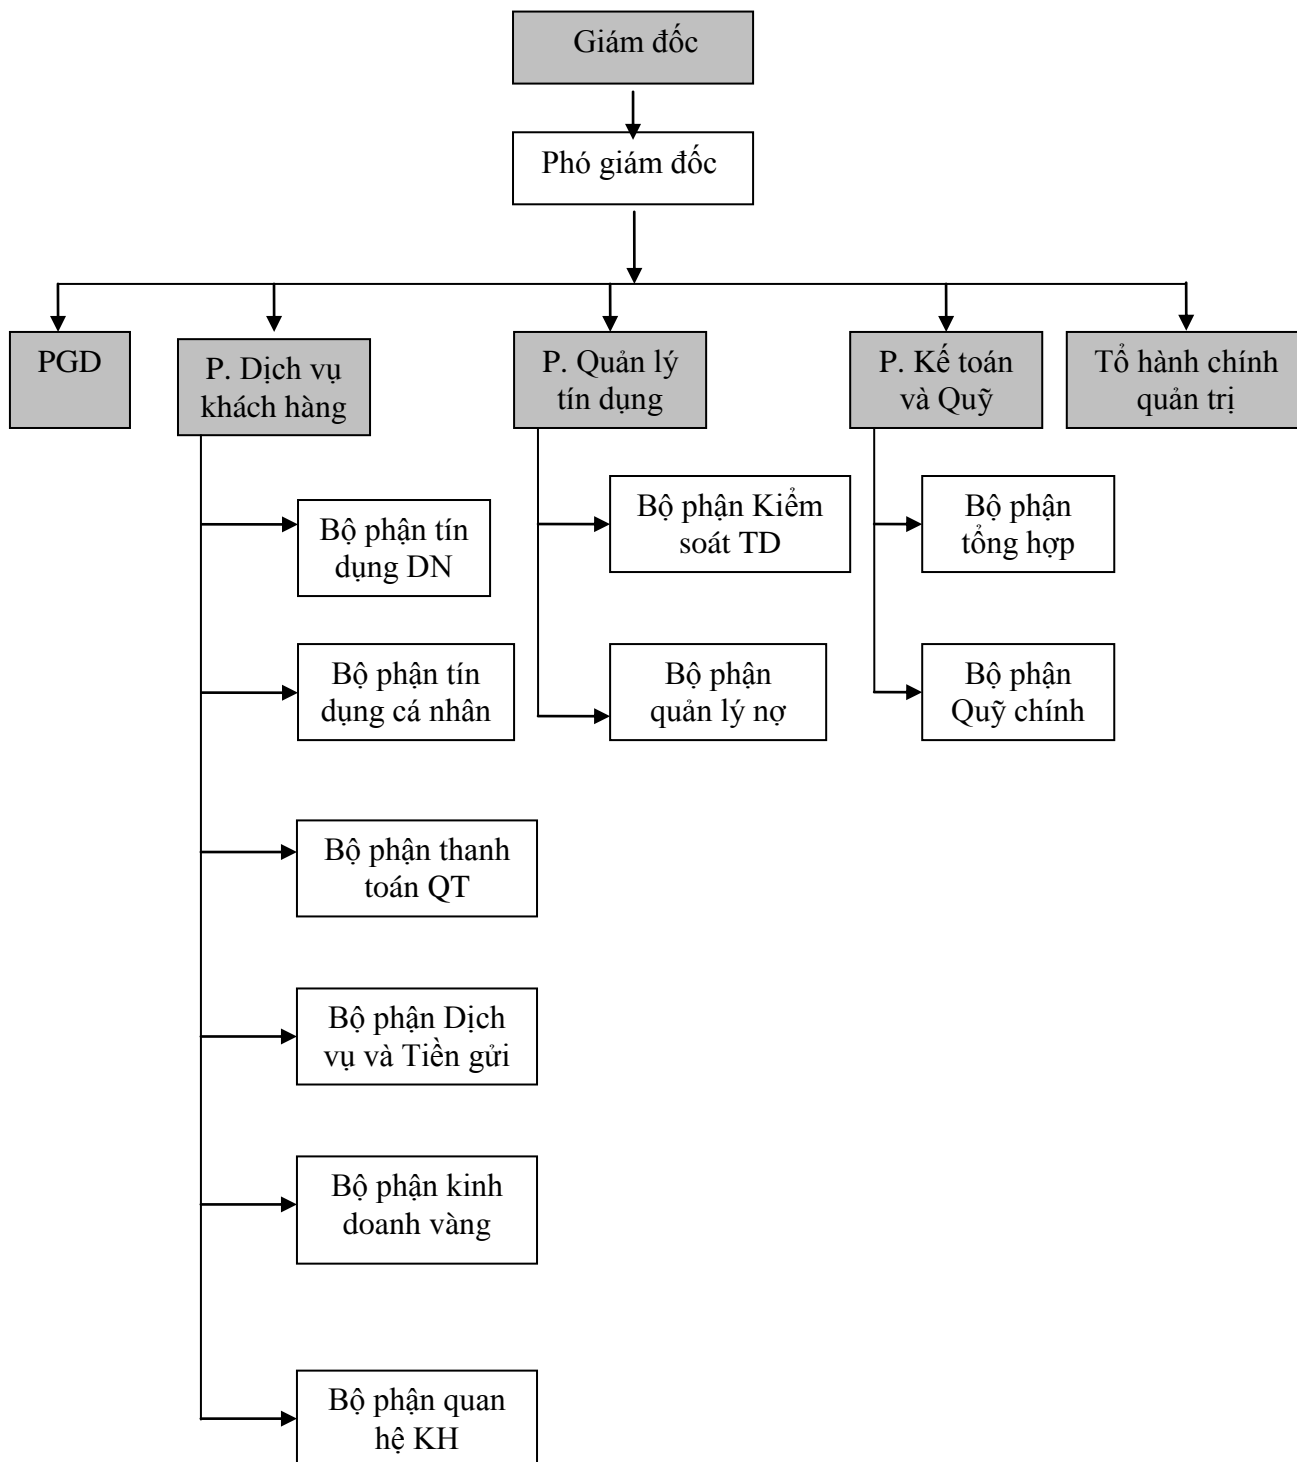 Giám đốc
Phó giám đốc
PGD
P. Dịch vụ
khách hàng
P. Quản lý
tín dụng
P. Kế toán
và Quỹ
Tổ hành chính
quản trị
Bộ phận tín
dụng DN
Bộ phận Kiểm
soát TD
Bộ phận
tổng hợp
Bộ phận tín
dụng cá nhân
Bộ phận
quản lý nợ
Bộ phận
Quỹ chính
Bộ phận thanh
toán QT
Bộ phận Dịch
vụ và Tiền gửi
Bộ phận kinh
doanh vàng
Bộ phận quan
hệ KH